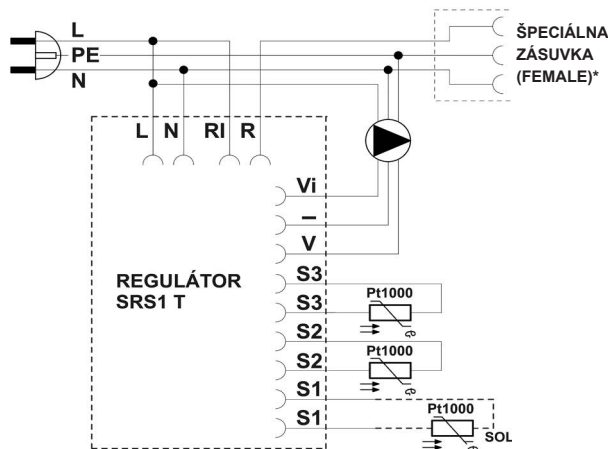 L
PE
N
ŠPECIÁLNA
ZÁSUVKA
(FEMALE)*
L N RI R
Vi
–
V
REGULÁTOR
SRS1 T
S3
S3
S2
S2
S1
S1
Pt1000
Pt1000
Pt1000
SOL